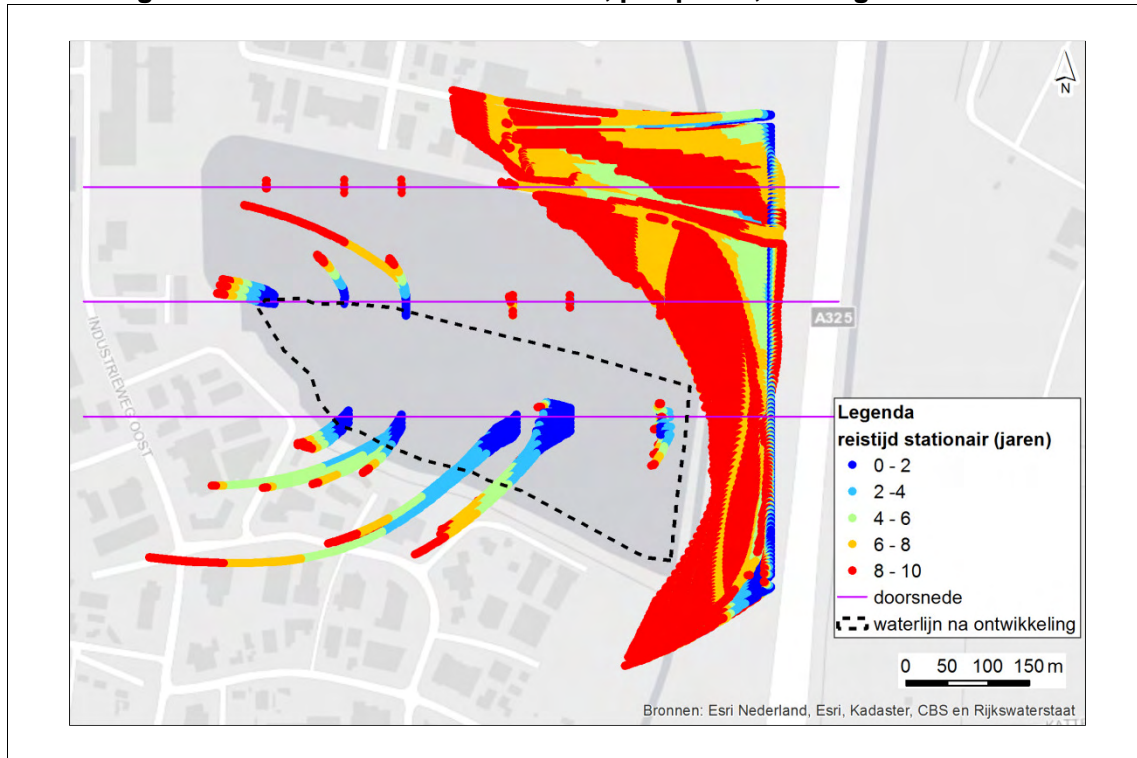 N
A325
INDUSTRIEWEG OOST
Legenda
reistijd stationair (jaren)
0 - 2
2 -4
4 - 6
6 - 8
8 - 10
doorsnede
waterlijn na ontwikkeling
0 50 100 150 m
Bronnen: Esri Nederland, Esri, Kadaster, CBS en Rijkswaterstaat